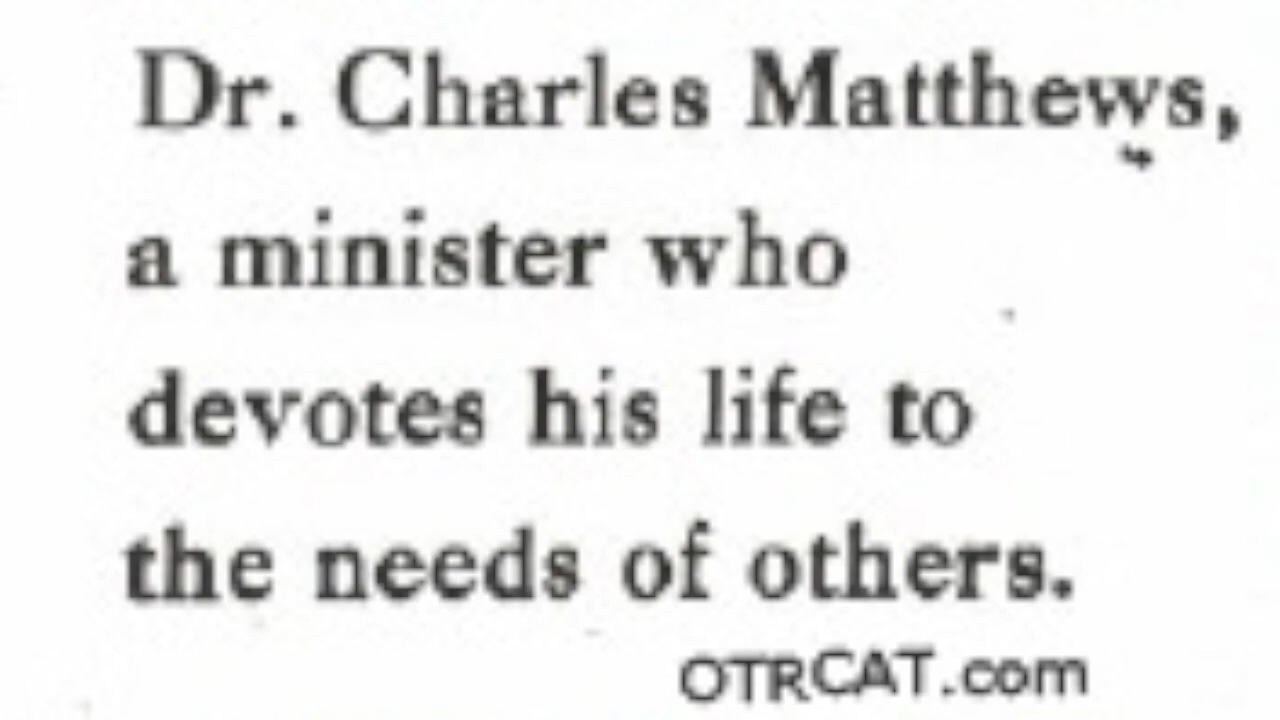 Dr. Charles Matthews,
a minister who
devotes his life to
the needs of others.
OTRCAT.com